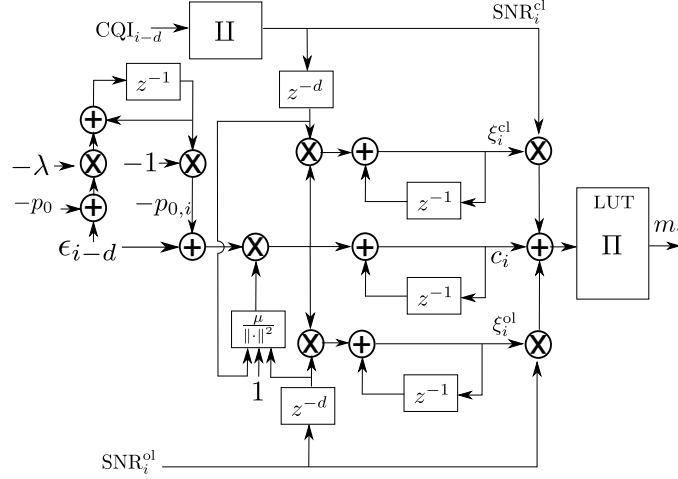 CQI_{i−d}
∐
SNR_i^{cl}
z^{−1}
z^{−d}
+
−λ
×
−1
×
×
+
ξ_i^{cl}
×
−p_0
+
−p_{0,i}
z^{−1}
LUT
Π
ϵ_{i−d}
+
×
+
c_i
+
m
z^{−1}
μ/‖·‖²
×
+
ξ_i^{ol}
×
1
z^{−d}
z^{−1}
SNR_i^{ol}